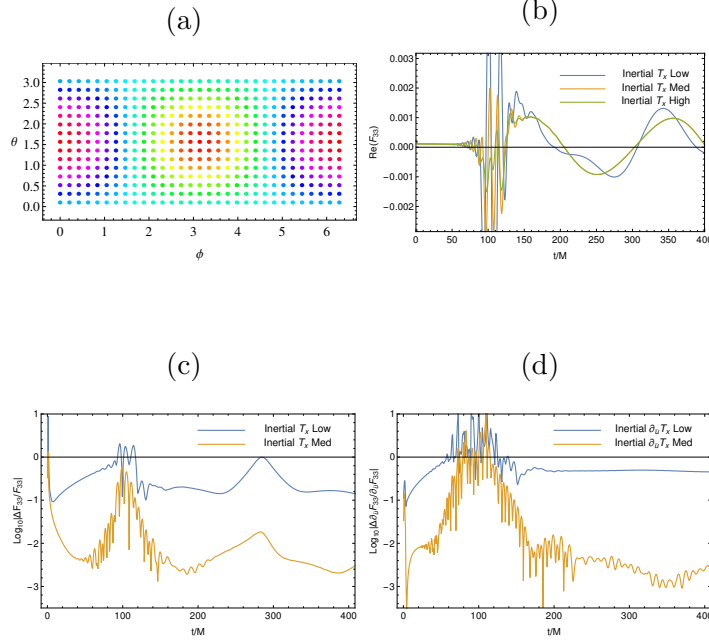 (a)
3.0
2.5
2.0
θ
1.5
1.0
0.5
0.0
0 1 2 3 4 5 6
ϕ
(b)
0.003
0.002
0.001
0.000
-0.001
-0.002
Re(F₃₃)
Inertial Tₓ Low
Inertial Tₓ Med
Inertial Tₓ High
0 50 100 150 200 250 300 350 400
t/M
(c)
1
0
-1
-2
-3
Log₁₀|ΔF₃₃/F₃₃|
Inertial Tₓ Low
Inertial Tₓ Med
0 100 200 300 400
t/M
(d)
1
0
-1
-2
-3
Log₁₀|Δ∂ᵤF₃₃/∂ᵤF₃₃|
Inertial ∂ᵤTₓ Low
Inertial ∂ᵤTₓ Med
0 100 200 300 400
t/M